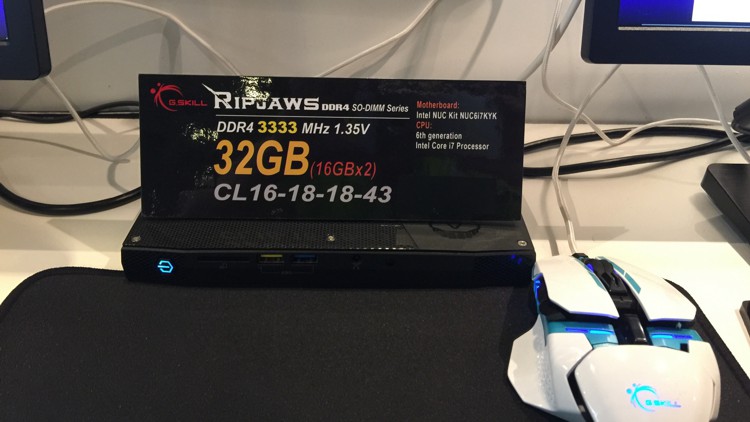 G.SKILL RIPJAWS DDR4 SO-DIMM Series
DDR4 3333 MHz 1.35V
32GB (16GBx2)
CL16-18-18-43
Motherboard:
Intel NUC Kit NUC6i7KYK
CPU:
6th generation
Intel Core i7 Processor
G.SKILL